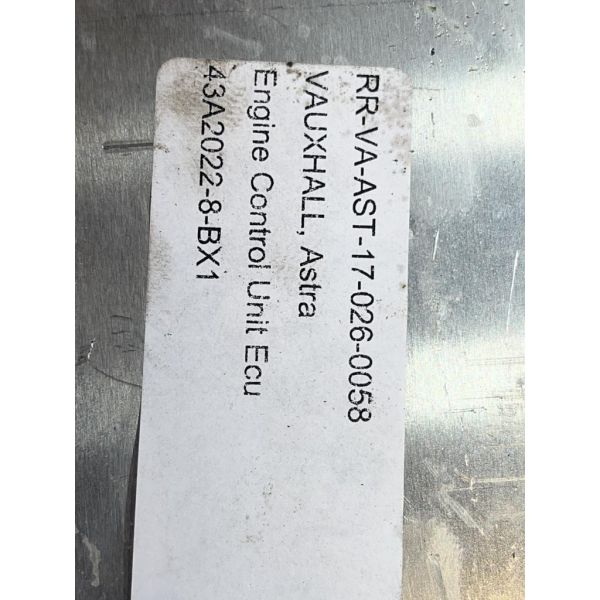 RR-VA-AST-17-026-0058
VAUXHALL, Astra
Engine Control Unit Ecu
43A2022-8-BX1